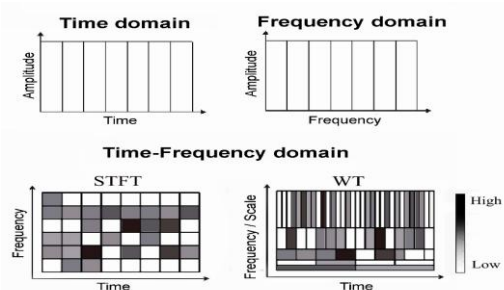 Time domain
Amplitude
Time
Frequency domain
Amplitude
Frequency
Time-Frequency domain
STFT
Frequency
Time
WT
Frequency / Scale
Time
High
Low